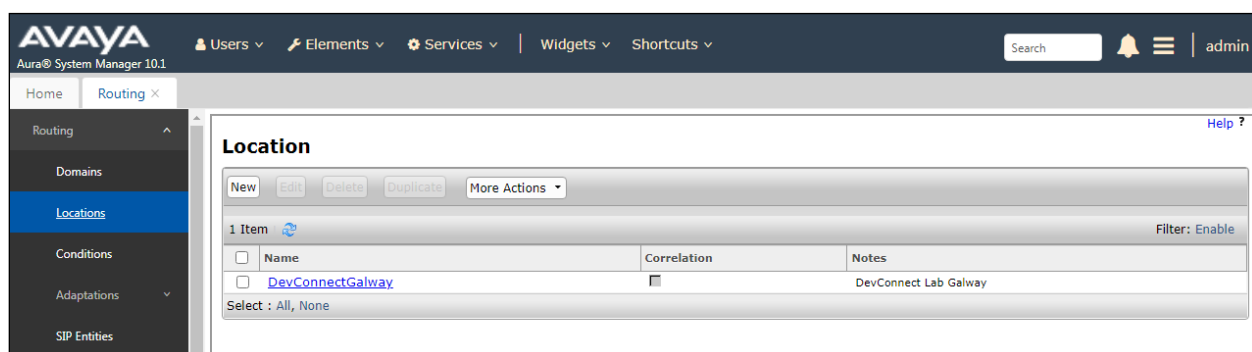 AVAYA
Aura® System Manager 10.1
Users Elements Services | Widgets Shortcuts Search admin
Home Routing ×
Routing
Domains
Locations
Conditions
Adaptations
SIP Entities
Help ?
Location
New Edit Delete Duplicate More Actions
1 Item Filter: Enable
Name Correlation Notes
DevConnectGalway DevConnect Lab Galway
Select : All, None